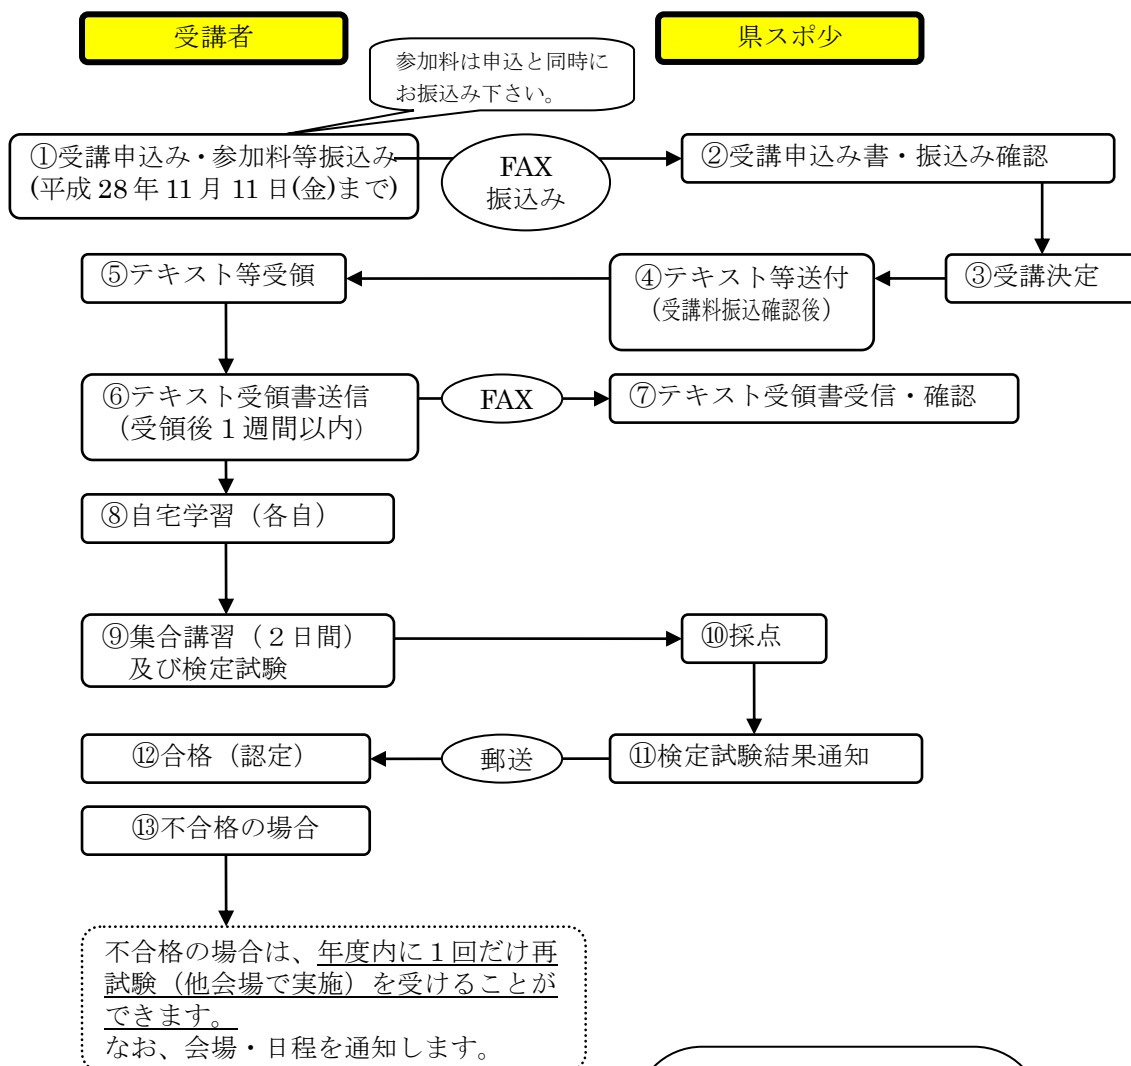 受講者
県スポ少
参加料は申込と同時に
お振込み下さい。
①受講申込み・参加料等振込み
(平成 28 年 11 月 11 日(金)まで)
FAX
振込み
②受講申込み書・振込み確認
③受講決定
④テキスト等送付
（受講料振込確認後）
⑤テキスト等受領
⑥テキスト受領書送信
（受領後１週間以内）
FAX
⑦テキスト受領書受信・確認
⑧自宅学習（各自）
⑨集合講習（２日間）
及び検定試験
⑩採点
⑪検定試験結果通知
郵送
⑫合格（認定）
⑬不合格の場合
不合格の場合は、年度内に１回だけ再
試験（他会場で実施）を受けることが
できます。
なお、会場・日程を通知します。